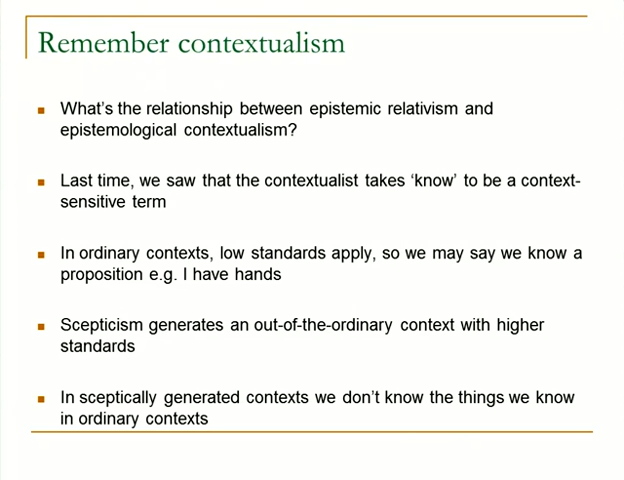 Remember contextualism
What's the relationship between epistemic relativism and
epistemological contextualism?
Last time, we saw that the contextualist takes 'know' to be a context-
sensitive term
In ordinary contexts, low standards apply, so we may say we know a
proposition e.g. I have hands
Scepticism generates an out-of-the-ordinary context with higher
standards
In sceptically generated contexts we don't know the things we know
in ordinary contexts